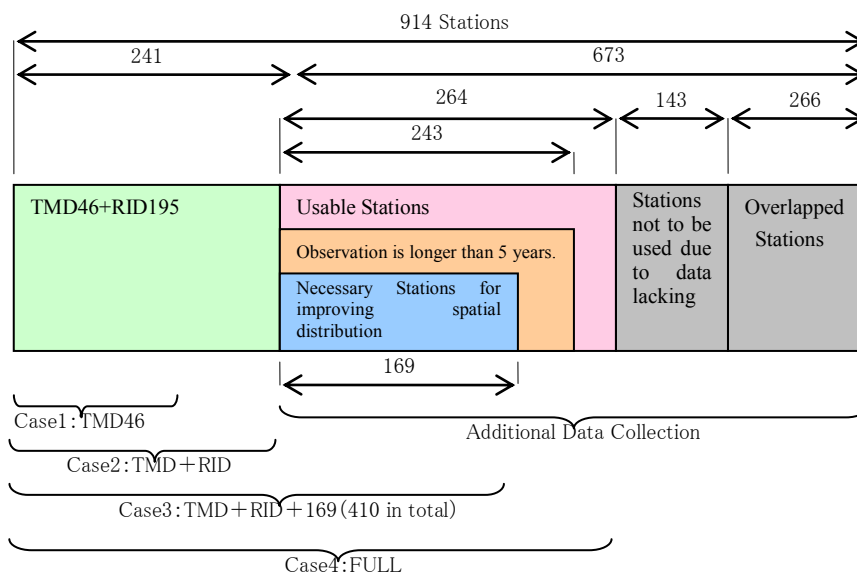 914 Stations
241
673
264
143
266
243
TMD46+RID195
Usable Stations
Observation is longer than 5 years.
Necessary Stations for
improving spatial
distribution
Stations
not to be
used due
to data
lacking
Overlapped
Stations
169
Case1:TMD46
Additional Data Collection
Case2:TMD+RID
Case3:TMD+RID+169(410 in total)
Case4:FULL